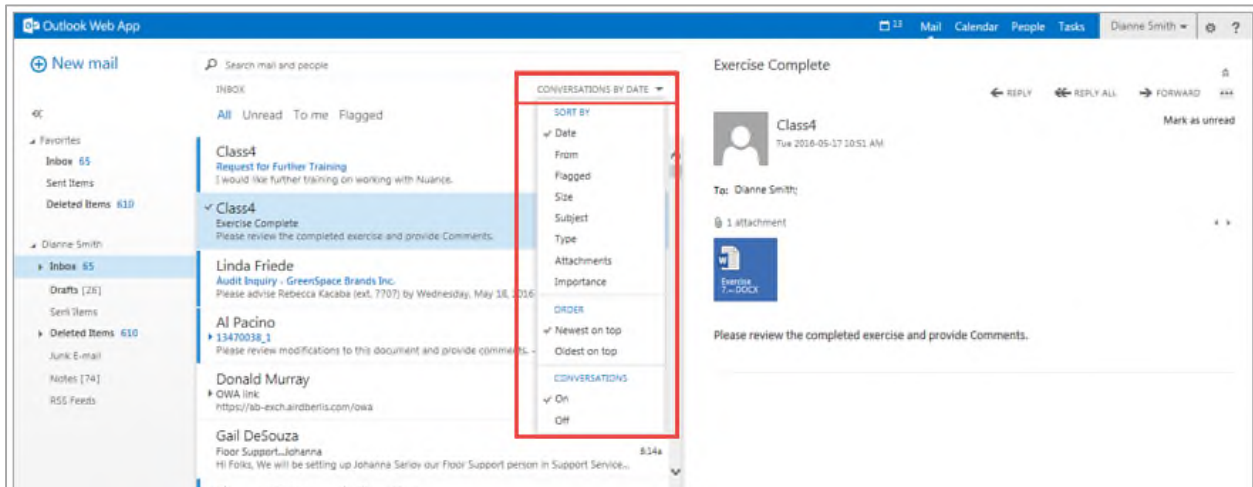 Outlook Web App
13 Mail Calendar People Tasks Dianne Smith ?
New mail
Favorites
Inbox 65
Sent Items
Deleted Items 610
Dianne Smith
Inbox 65
Drafts [26]
Sent Items
Deleted Items 610
Junk E-mail
Notes [74]
RSS Feeds
Search mail and people
INBOX
CONVERSATIONS BY DATE
All Unread To me Flagged
Class4
Request for Further Training
I would like further training on working with Nuance.
Class4
Exercise Complete
Please review the completed exercise and provide Comments.
Linda Friede
Audit Inquiry - GreenSpace Brands Inc.
Please advise Rebecca Kacaba (ext. 7707) by Wednesday, May 18, 2016
Al Pacino
13470038_1
Please review modifications to this document and provide comments. -
Donald Murray
OWA link
https://ab-exch.airdberlis.com/owa
Gail DeSouza
Floor Support...Johanna 8:14a
Hi Folks, We will be setting up Johanna our Floor Support person in Support Service...
SORT BY
Date
From
Flagged
Size
Subject
Type
Attachments
Importance
ORDER
Newest on top
Oldest on top
CONVERSATIONS
On
Off
Exercise Complete
REPLY REPLY ALL FORWARD ...
Mark as unread
Class4
Tue 2016-05-17 10:51 AM
To: Dianne Smith;
1 attachment
Exercise
7....DOCX
Please review the completed exercise and provide Comments.